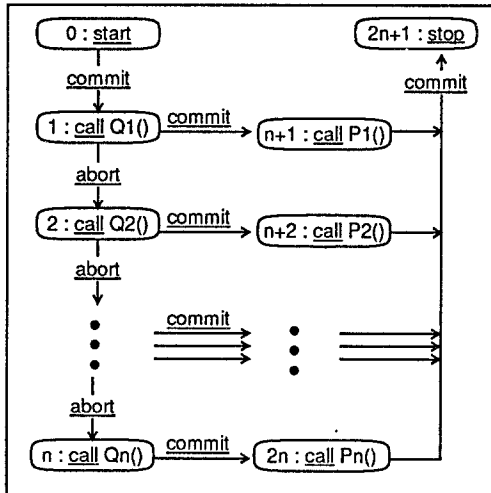 0 : start
2n+1 : stop
commit
commit
1 : call Q1()
commit
n+1 : call P1()
abort
2 : call Q2()
commit
n+2 : call P2()
abort
commit
abort
n : call Qn()
commit
2n : call Pn()